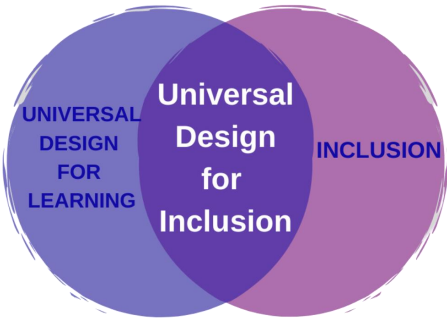 UNIVERSAL
DESIGN
FOR
LEARNING
Universal
Design
for
Inclusion
INCLUSION